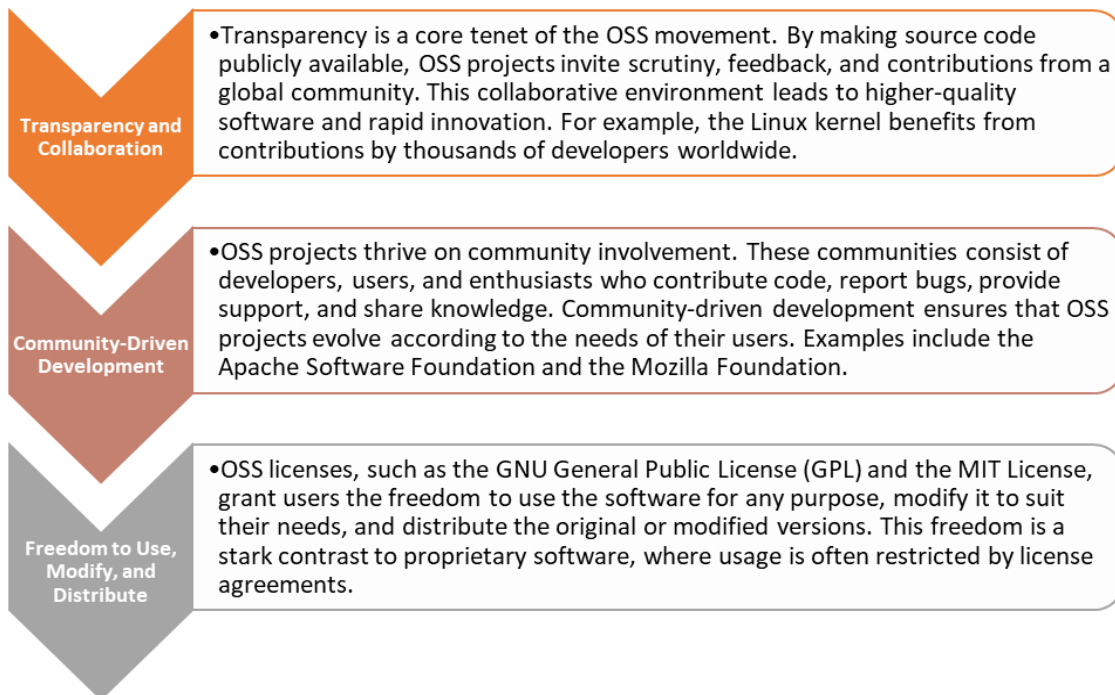 Transparency and
Collaboration
•Transparency is a core tenet of the OSS movement. By making source code
publicly available, OSS projects invite scrutiny, feedback, and contributions from a
global community. This collaborative environment leads to higher-quality
software and rapid innovation. For example, the Linux kernel benefits from
contributions by thousands of developers worldwide.
Community-Driven
Development
•OSS projects thrive on community involvement. These communities consist of
developers, users, and enthusiasts who contribute code, report bugs, provide
support, and share knowledge. Community-driven development ensures that OSS
projects evolve according to the needs of their users. Examples include the
Apache Software Foundation and the Mozilla Foundation.
Freedom to Use,
Modify, and
Distribute
•OSS licenses, such as the GNU General Public License (GPL) and the MIT License,
grant users the freedom to use the software for any purpose, modify it to suit
their needs, and distribute the original or modified versions. This freedom is a
stark contrast to proprietary software, where usage is often restricted by license
agreements.